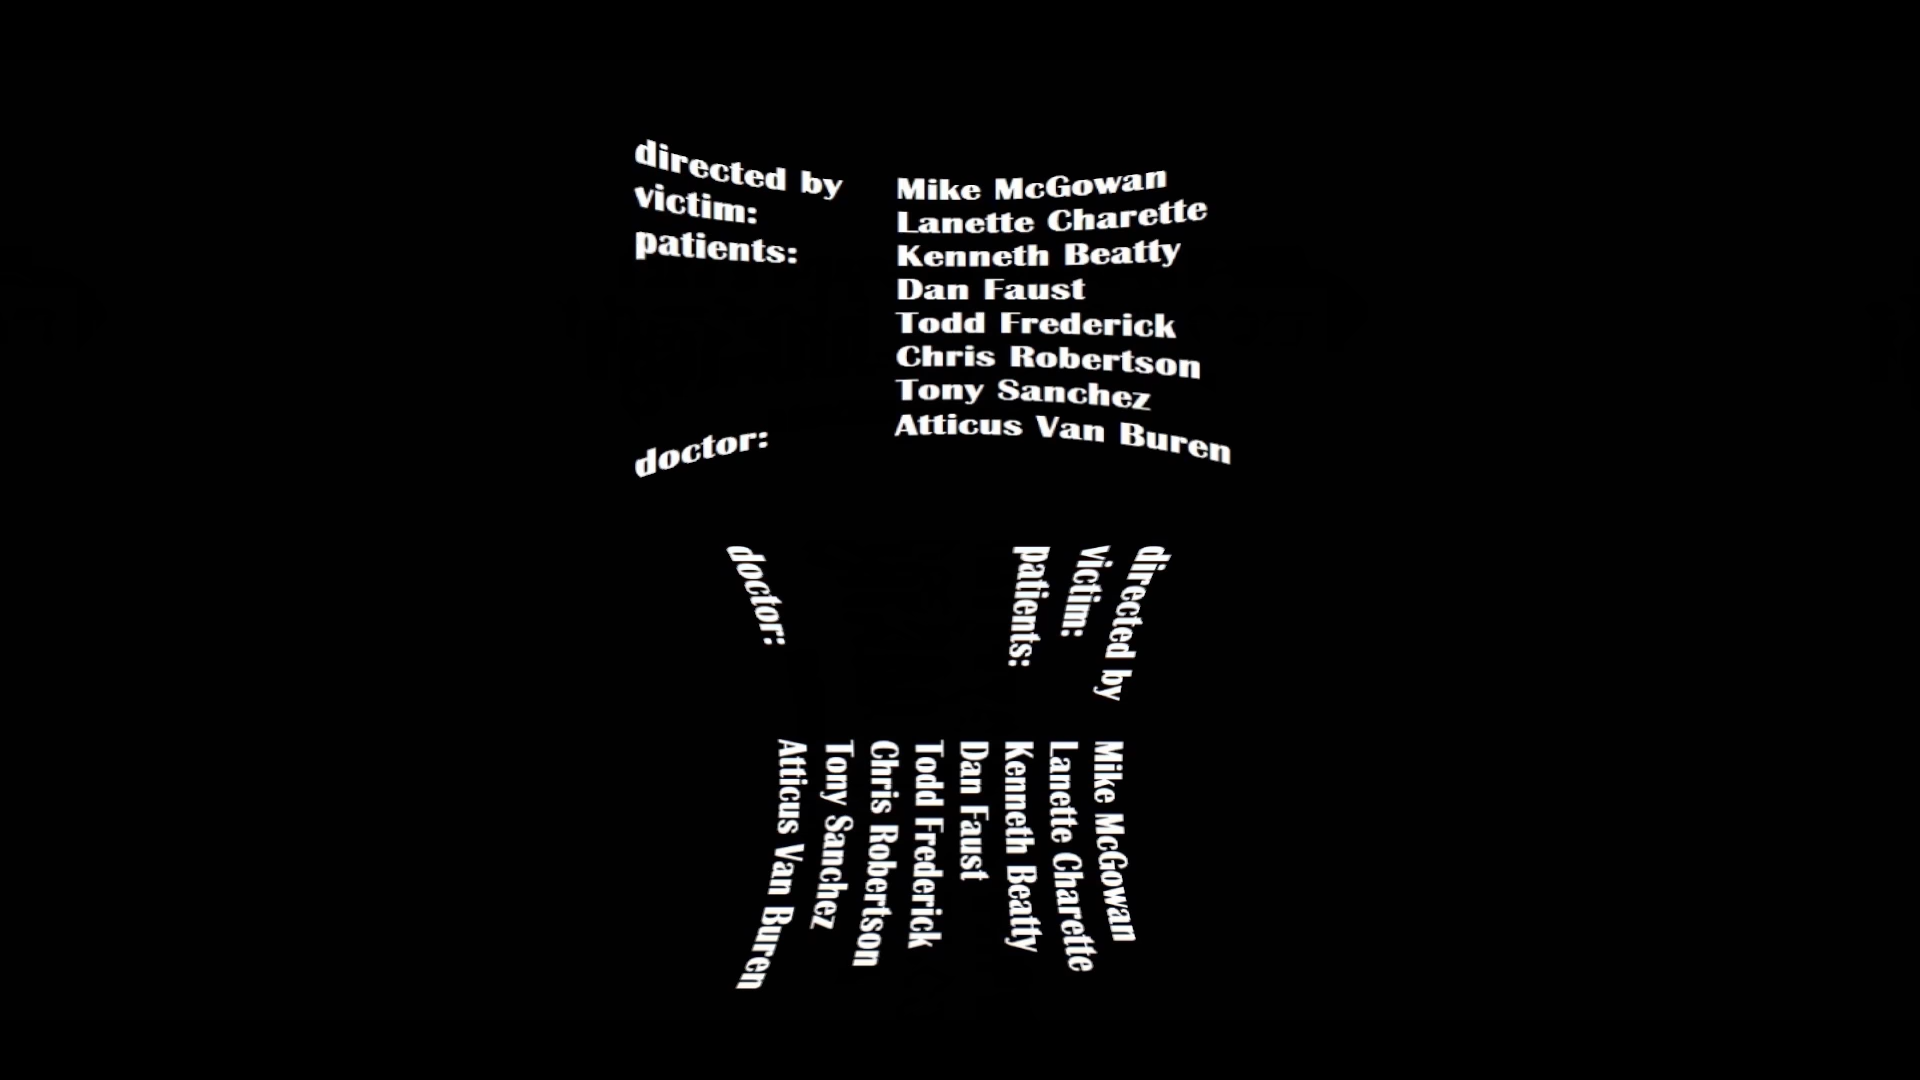 directed by Mike McGowan
victim: Lanette Charette
patients: Kenneth Beatty
Dan Faust
Todd Frederick
Chris Robertson
Tony Sanchez
doctor: Atticus Van Buren
directed by Mike McGowan
victim: Lanette Charette
patients: Kenneth Beatty
Dan Faust
Todd Frederick
Chris Robertson
Tony Sanchez
doctor: Atticus Van Buren